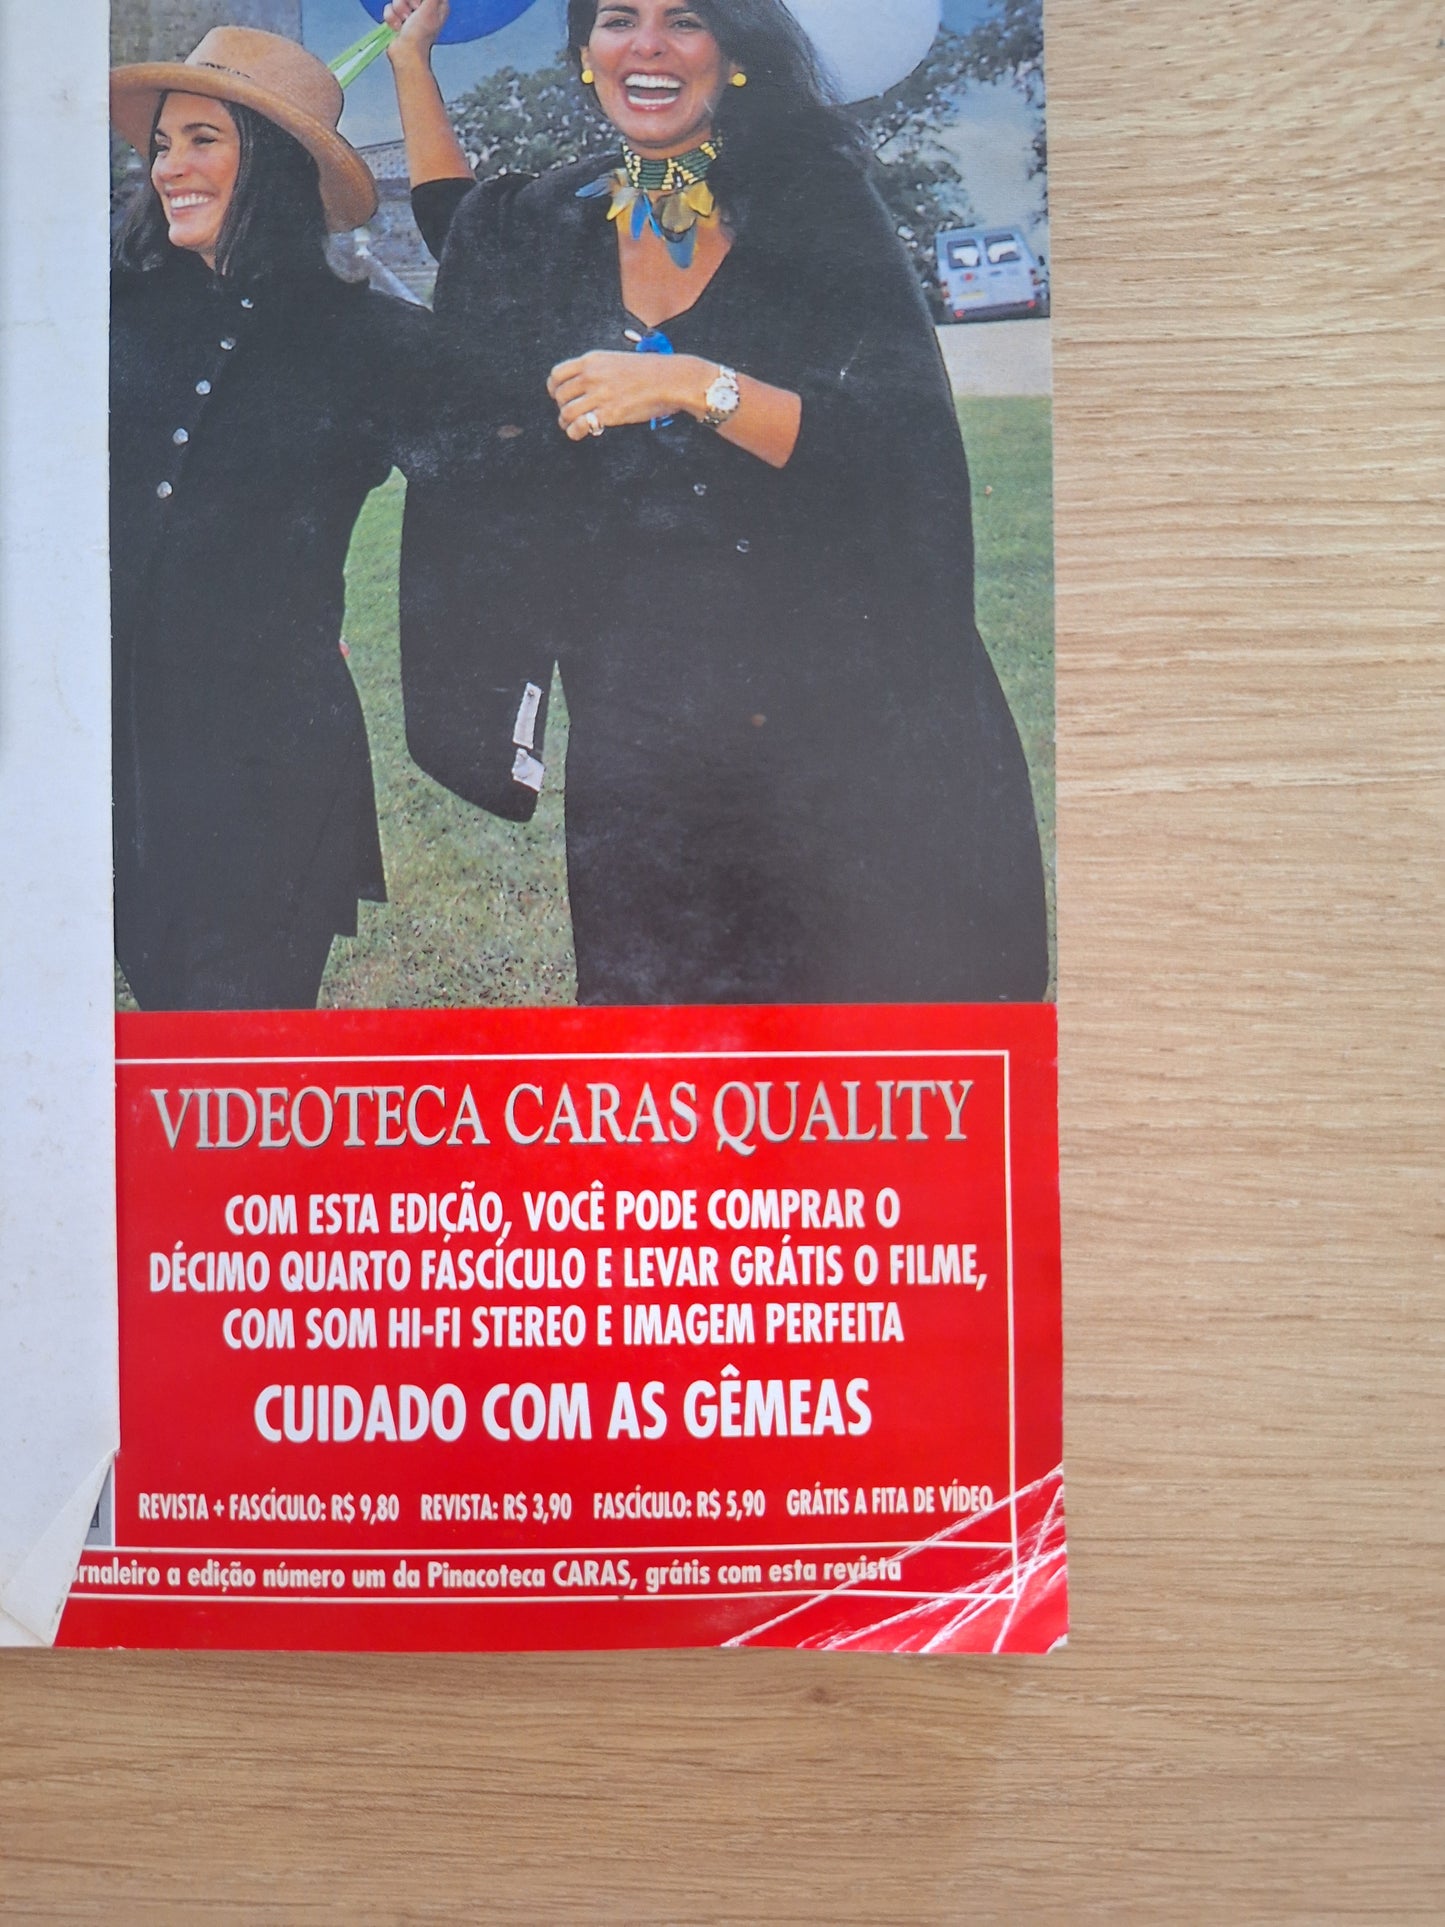 VIDEOTECA CARAS QUALITY
COM ESTA EDIÇÃO, VOCÊ PODE COMPRAR O
DÉCIMO QUARTO FASCÍCULO E LEVAR GRÁTIS O FILME,
COM SOM HI-FI STEREO E IMAGEM PERFEITA
CUIDADO COM AS GÊMEAS
REVISTA + FASCÍCULO: R$ 9,80 REVISTA: R$ 3,90 FASCÍCULO: R$ 5,90 GRÁTIS A FITA DE VÍDEO
a edição número um da Pinacoteca CARAS, grátis com esta revista